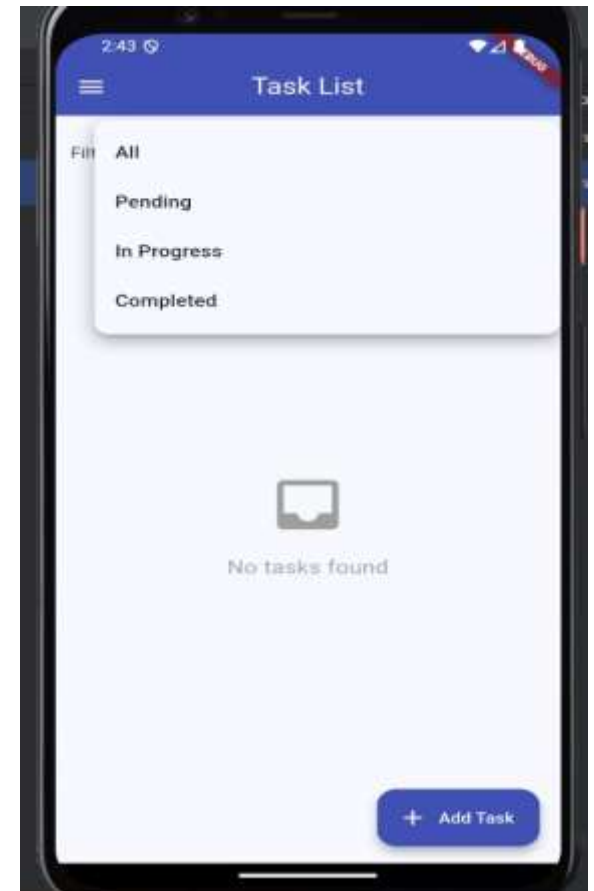 2:43
Task List
All
Pending
In Progress
Completed
No tasks found
+ Add Task